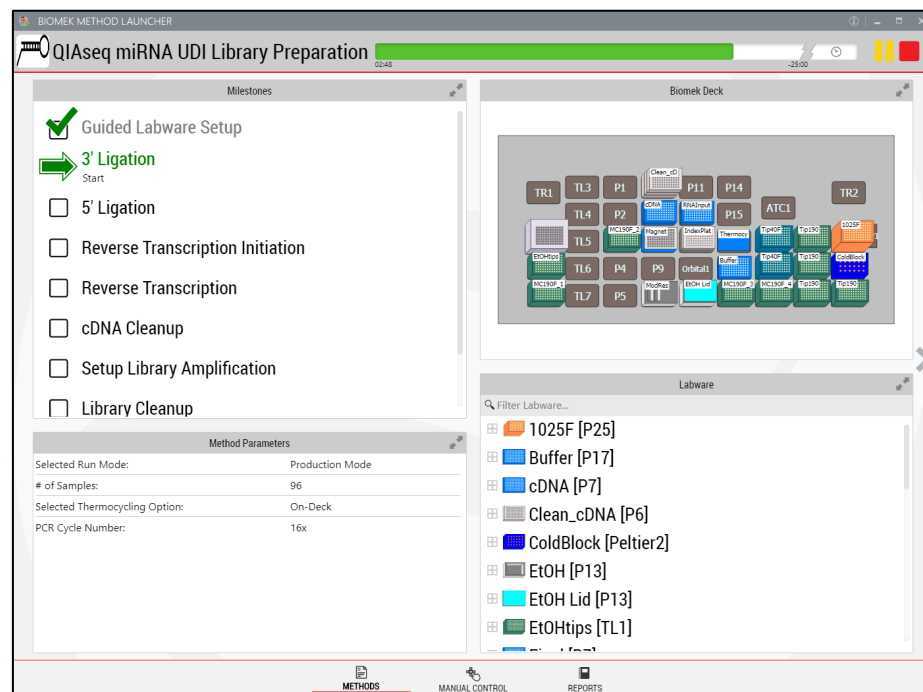 BIOMEK METHOD LAUNCHER
QIAseq miRNA UDI Library Preparation
02:48
-25:00
Milestones
Guided Labware Setup
3' Ligation
Start
5' Ligation
Reverse Transcription Initiation
Reverse Transcription
cDNA Cleanup
Setup Library Amplification
Library Cleanup
Method Parameters
Selected Run Mode: Production Mode
# of Samples: 96
Selected Thermocycling Option: On-Deck
PCR Cycle Number: 16x
Biomek Deck
TR1 TL3 P1 Clean_cD P11 P14 TR2
TL4 P2 cDNA RNAInput P15 ATC1
TL5 MC190F_2 Magnet IndexPlat Thermocy Tip40F Tip190 1025F
EtOHtips TL6 P4 P9 Orbital1 Buffer Tip40F Tip190 ColdBlock
MC190F_1 TL7 P5 ModRes EtOH Lid MC190F_3 MC190F_4 Tip190 Tip190
Labware
Filter Labware...
1025F [P25]
Buffer [P17]
cDNA [P7]
Clean_cDNA [P6]
ColdBlock [Peltier2]
EtOH [P13]
EtOH Lid [P13]
EtOHtips [TL1]
METHODS
MANUAL CONTROL
REPORTS